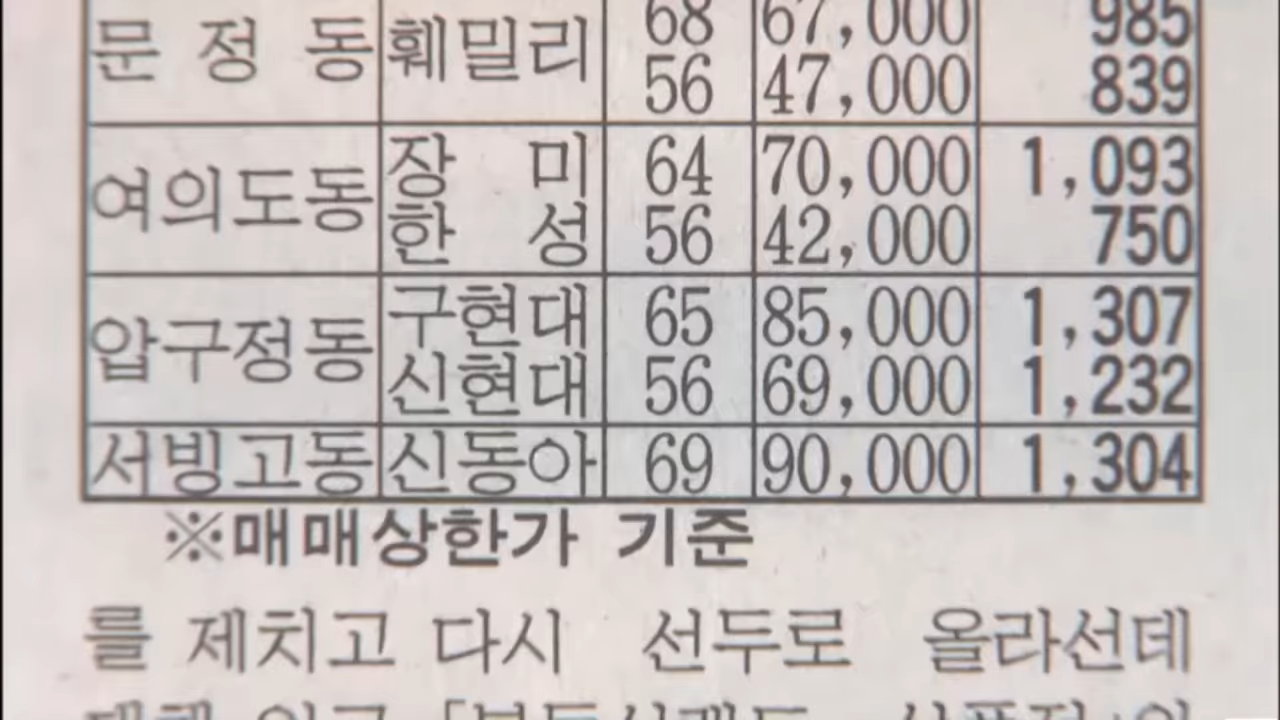 문정동 훼밀리 68 67,000 985
56 47,000 839
여의도동 장미 64 70,000 1,093
한성 56 42,000 750
압구정동 구현대 65 85,000 1,307
신현대 56 69,000 1,232
서빙고동 신동아 69 90,000 1,304
※매매상한가 기준
를 제치고 다시 선두로 올라선데